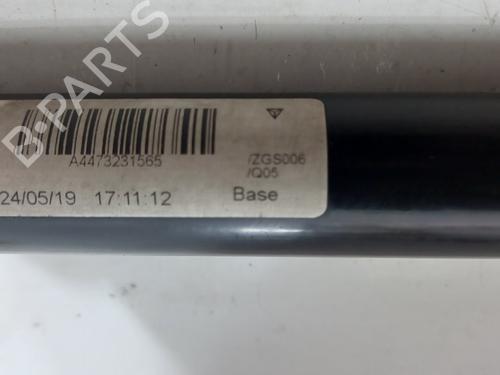 A4473231565
/ZGS006
/Q05
24/05/19 17:11:12
Base
B-PARTS